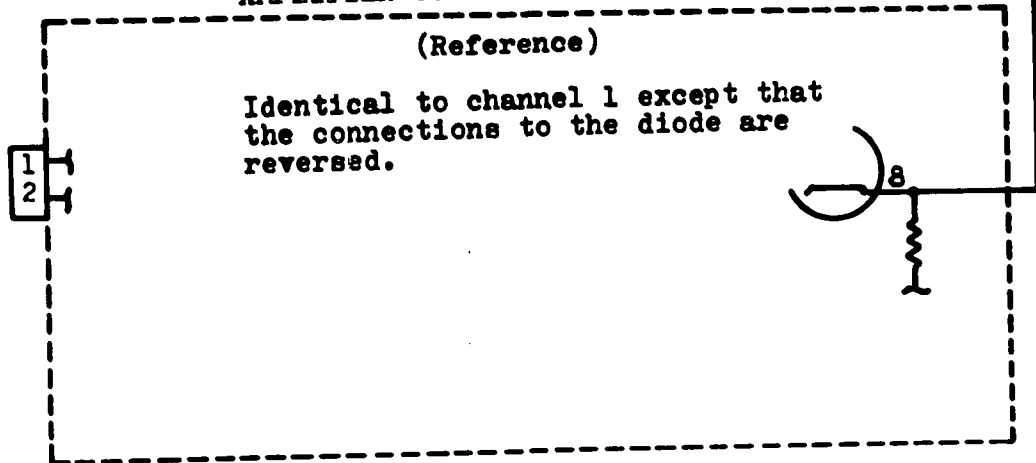 (Reference)
Identical to channel 1 except that
the connections to the diode are
reversed.
1
2
8